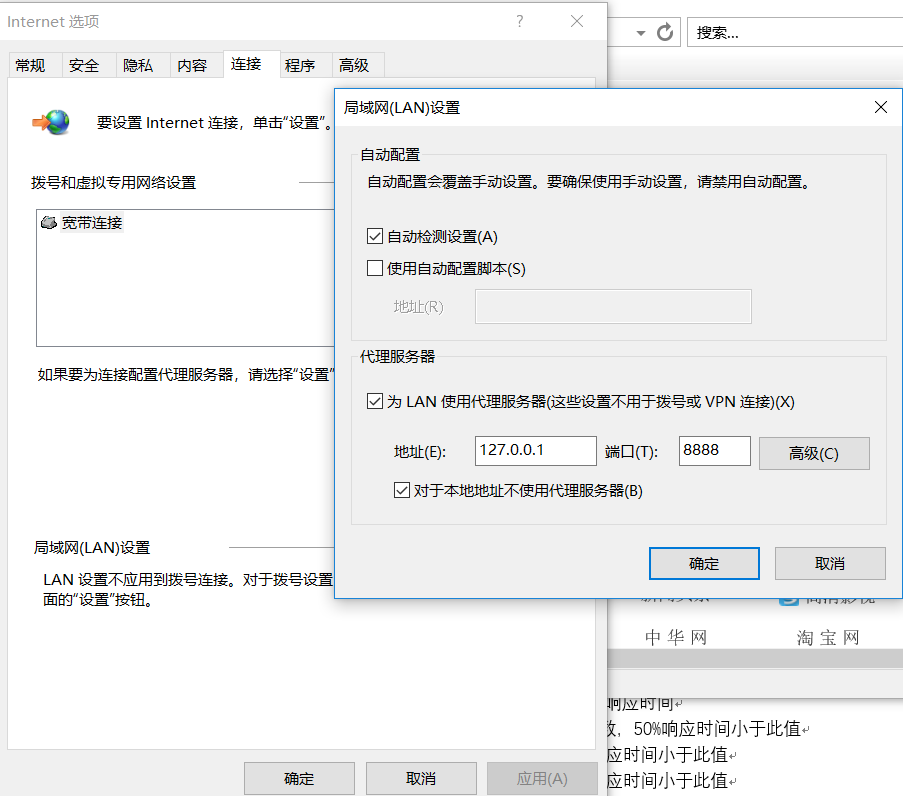 Internet 选项
搜索...
常规 安全 隐私 内容 连接 程序 高级
要设置 Internet 连接，单击“设置”。
拨号和虚拟专用网络设置
宽带连接
如果要为连接配置代理服务器，请选择“设置”
局域网(LAN)设置
LAN 设置不应用到拨号连接。对于拨号设置
面的“设置”按钮。
确定 取消 应用(A)
局域网(LAN)设置
自动配置
自动配置会覆盖手动设置。要确保使用手动设置，请禁用自动配置。
自动检测设置(A)
使用自动配置脚本(S)
地址(R)
代理服务器
为 LAN 使用代理服务器(这些设置不用于拨号或 VPN 连接)(X)
地址(E): 127.0.0.1 端口(T): 8888 高级(C)
对于本地地址不使用代理服务器(B)
确定 取消
中华网 淘宝网
响应时间
数，50%响应时间小于此值
应时间小于此值
应时间小于此值